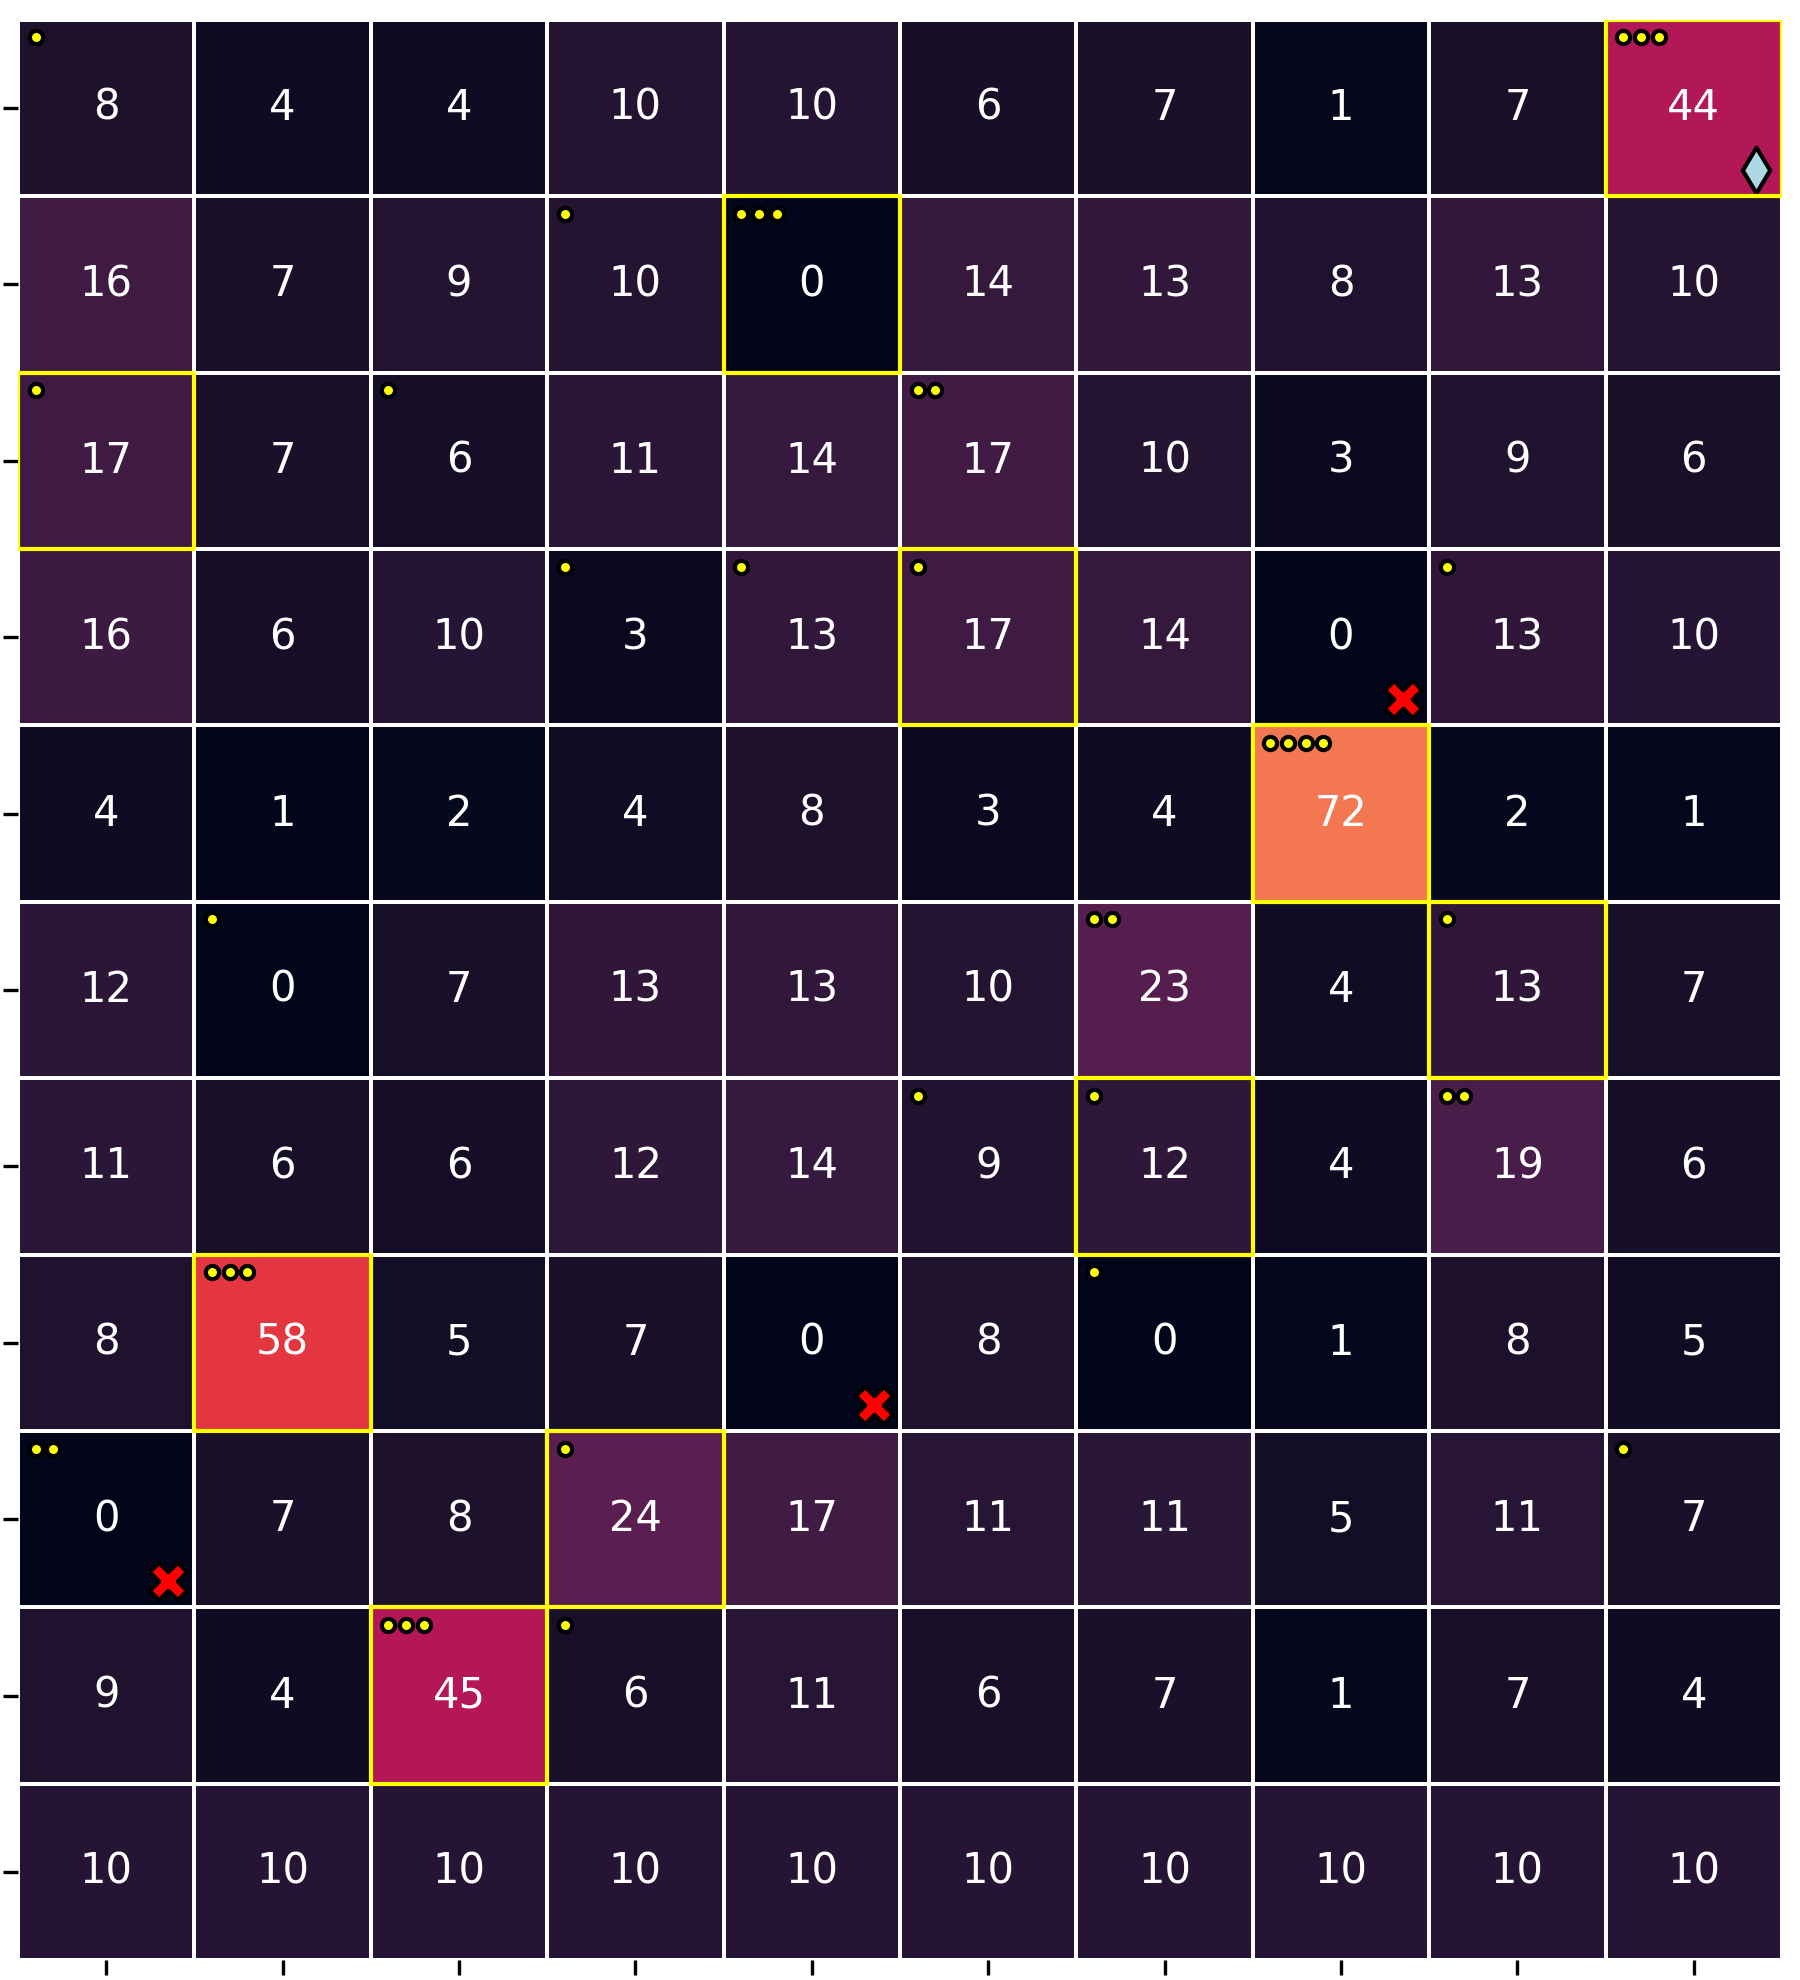 8 4 4 10 10 6 7 1 7 44
16 7 9 10 0 14 13 8 13 10
17 7 6 11 14 17 10 3 9 6
16 6 10 3 13 17 14 0 13 10
4 1 2 4 8 3 4 72 2 1
12 0 7 13 13 10 23 4 13 7
11 6 6 12 14 9 12 4 19 6
8 58 5 7 0 8 0 1 8 5
0 7 8 24 17 11 11 5 11 7
9 4 45 6 11 6 7 1 7 4
10 10 10 10 10 10 10 10 10 10